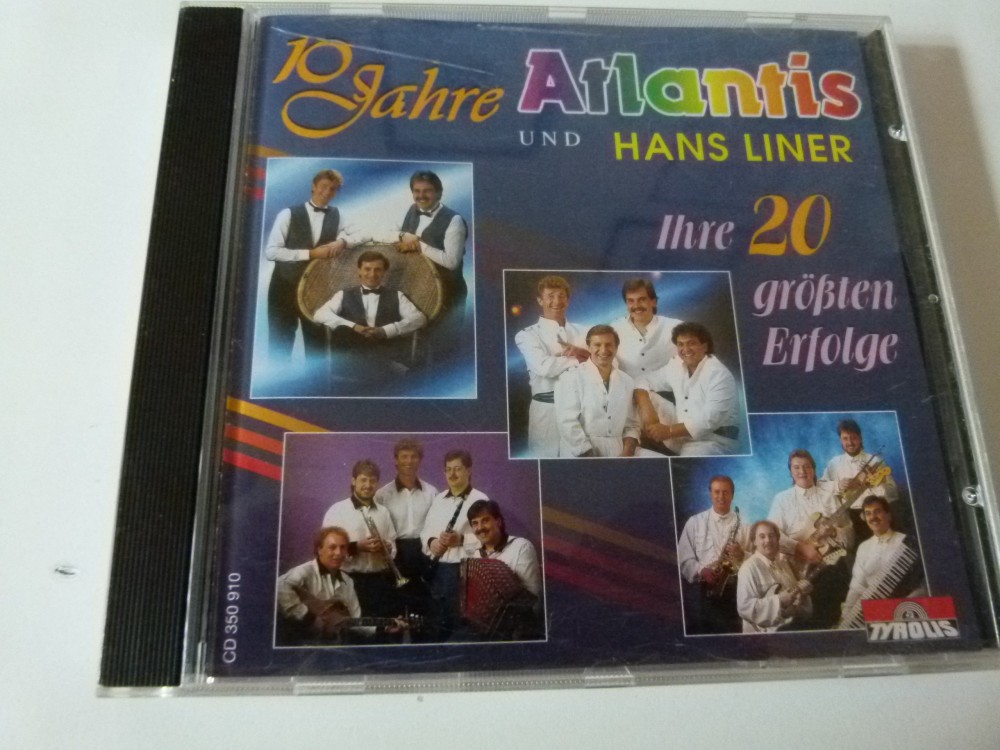 10 Jahre Atlantis
UND HANS LINER
Ihre 20
größten
Erfolge
CD 350 910
TYROLIS